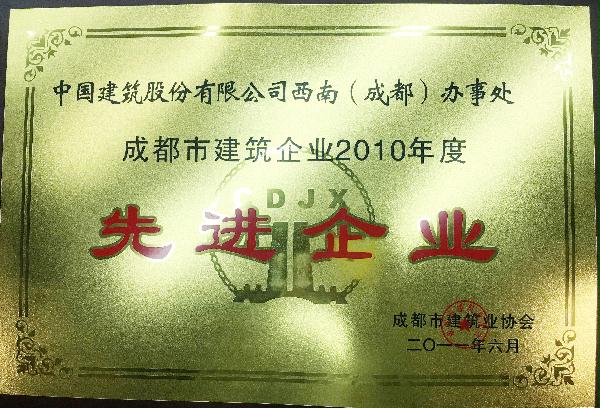 中国建筑股份有限公司西南（成都）办事处
成都市建筑企业2010年度
CDJX
先进企业
成都市建筑业协会
二〇一一年六月